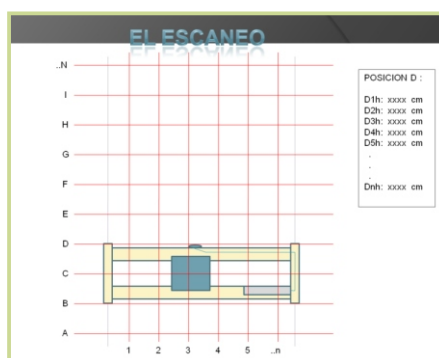 EL ESCANEO
..N
I
H
G
F
E
D
C
B
A
1 2 3 4 5 ..n
POSICION D :
D1h: xxxx cm
D2h: xxxx cm
D3h: xxxx cm
D4h: xxxx cm
D5h: xxxx cm
.
.
.
Dnh: xxxx cm